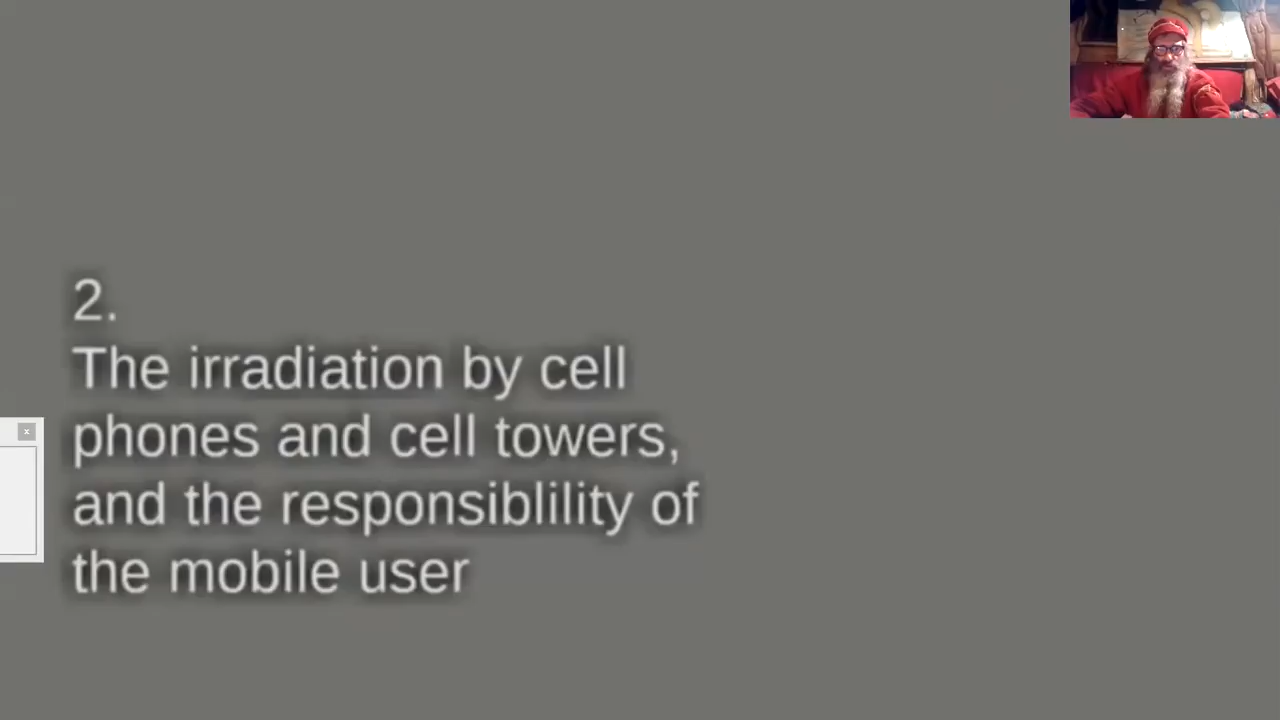 2.
The irradiation by cell
phones and cell towers,
and the responsiblility of
the mobile user